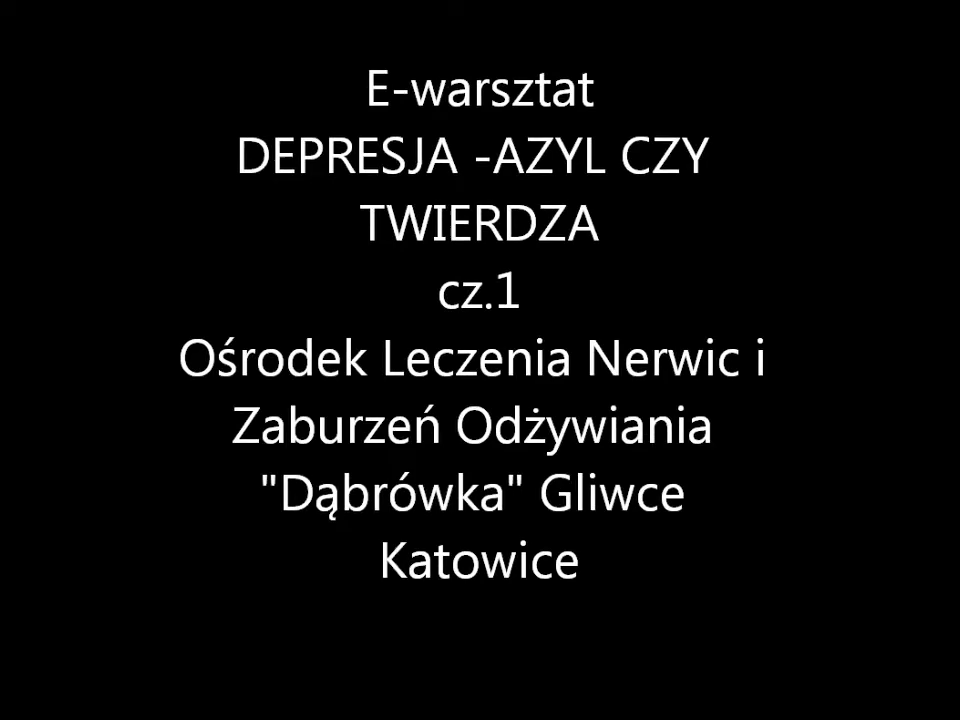 E-warsztat
DEPRESJA -AZYL CZY
TWIERDZA
cz.1
Ośrodek Leczenia Nerwic i
Zaburzeń Odżywiania
"Dąbrówka" Gliwce
Katowice